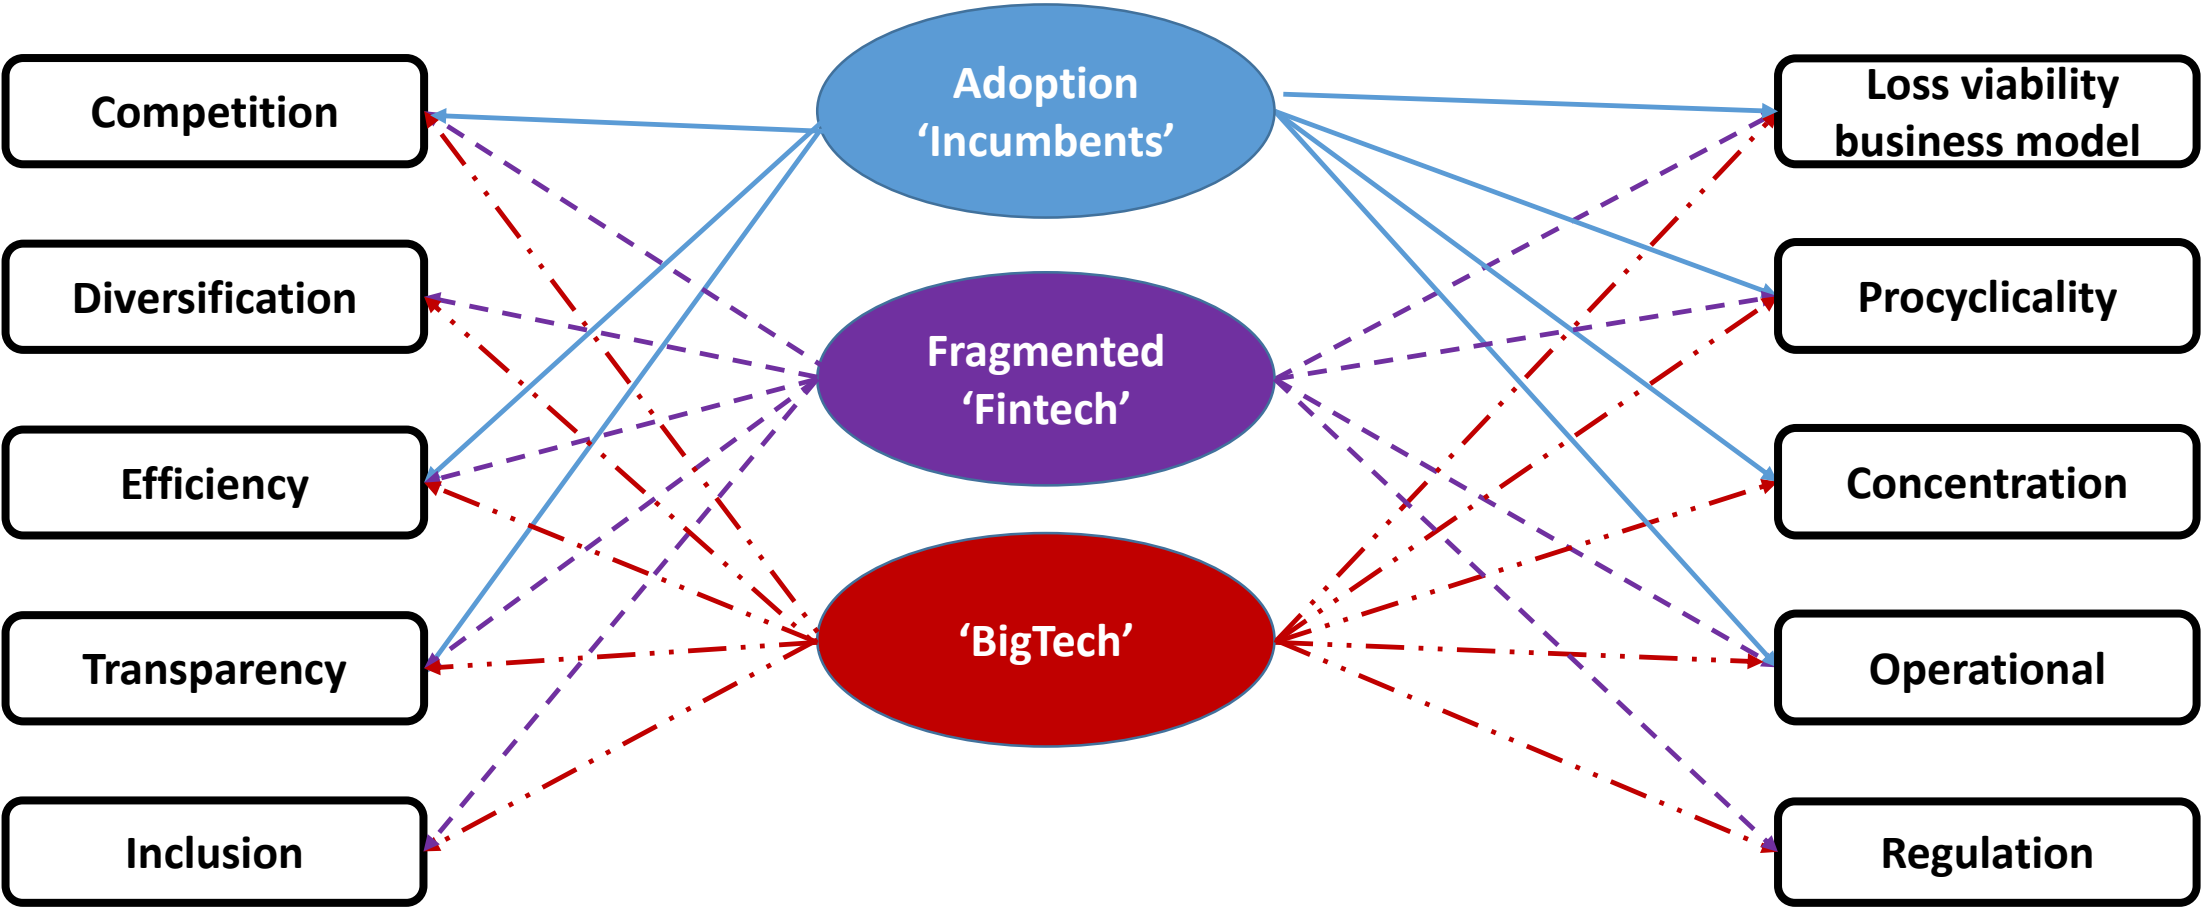 Competition
Diversification
Efficiency
Transparency
Inclusion
Adoption
‘Incumbents’
Fragmented
‘Fintech’
‘BigTech’
Loss viability
business model
Procyclicality
Concentration
Operational
Regulation